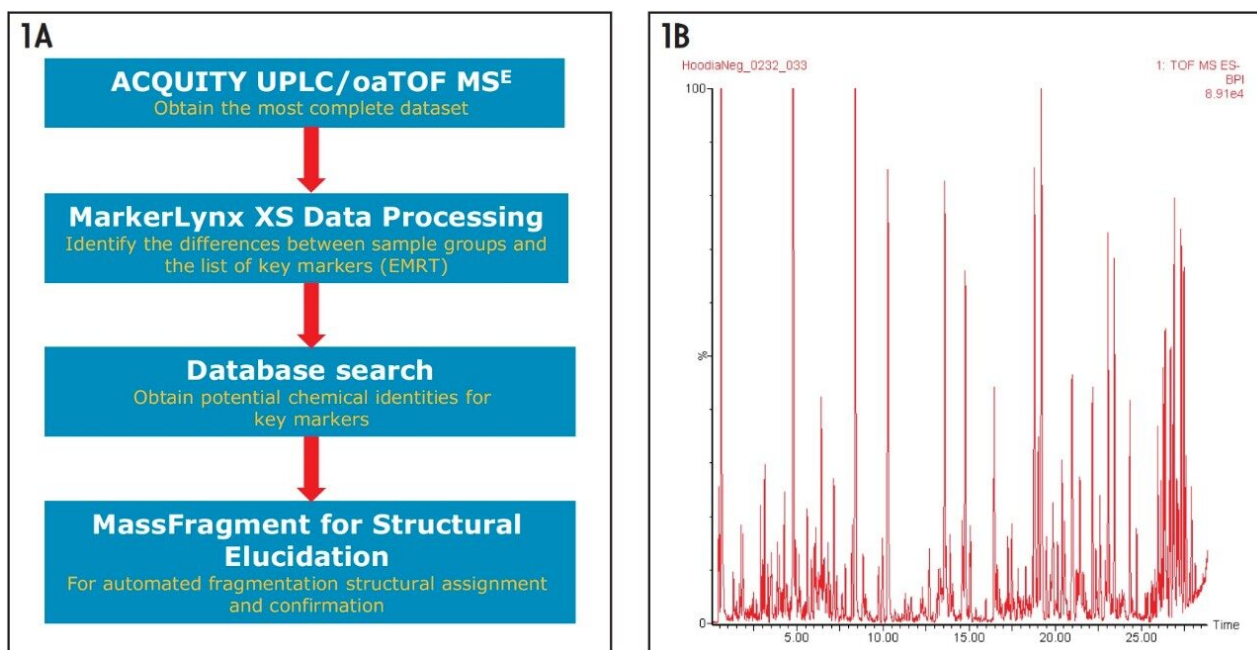 1A
ACQUITY UPLC/oaTOF MSE
Obtain the most complete dataset
MarkerLynx XS Data Processing
Identify the differences between sample groups and
the list of key markers (EMRT)
Database search
Obtain potential chemical identities for
key markers
MassFragment for Structural
Elucidation
For automated fragmentation structural assignment
and confirmation
1B
HoodiaNeg_0232_033
1: TOF MS ES-
BPI
8.91e4
100
%
0
Time
5.00
10.00
15.00
20.00
25.00